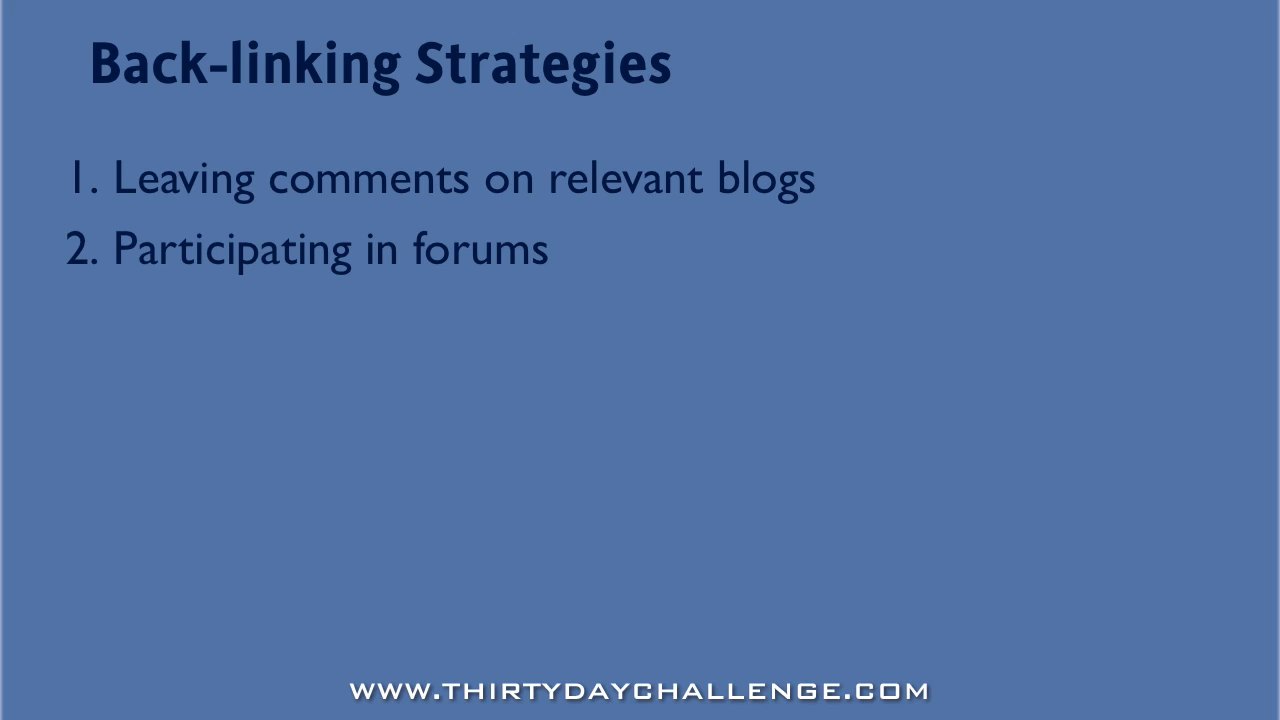 Back-linking Strategies
1. Leaving comments on relevant blogs
2. Participating in forums
WWW.THIRTYDAYCHALLENGE.COM